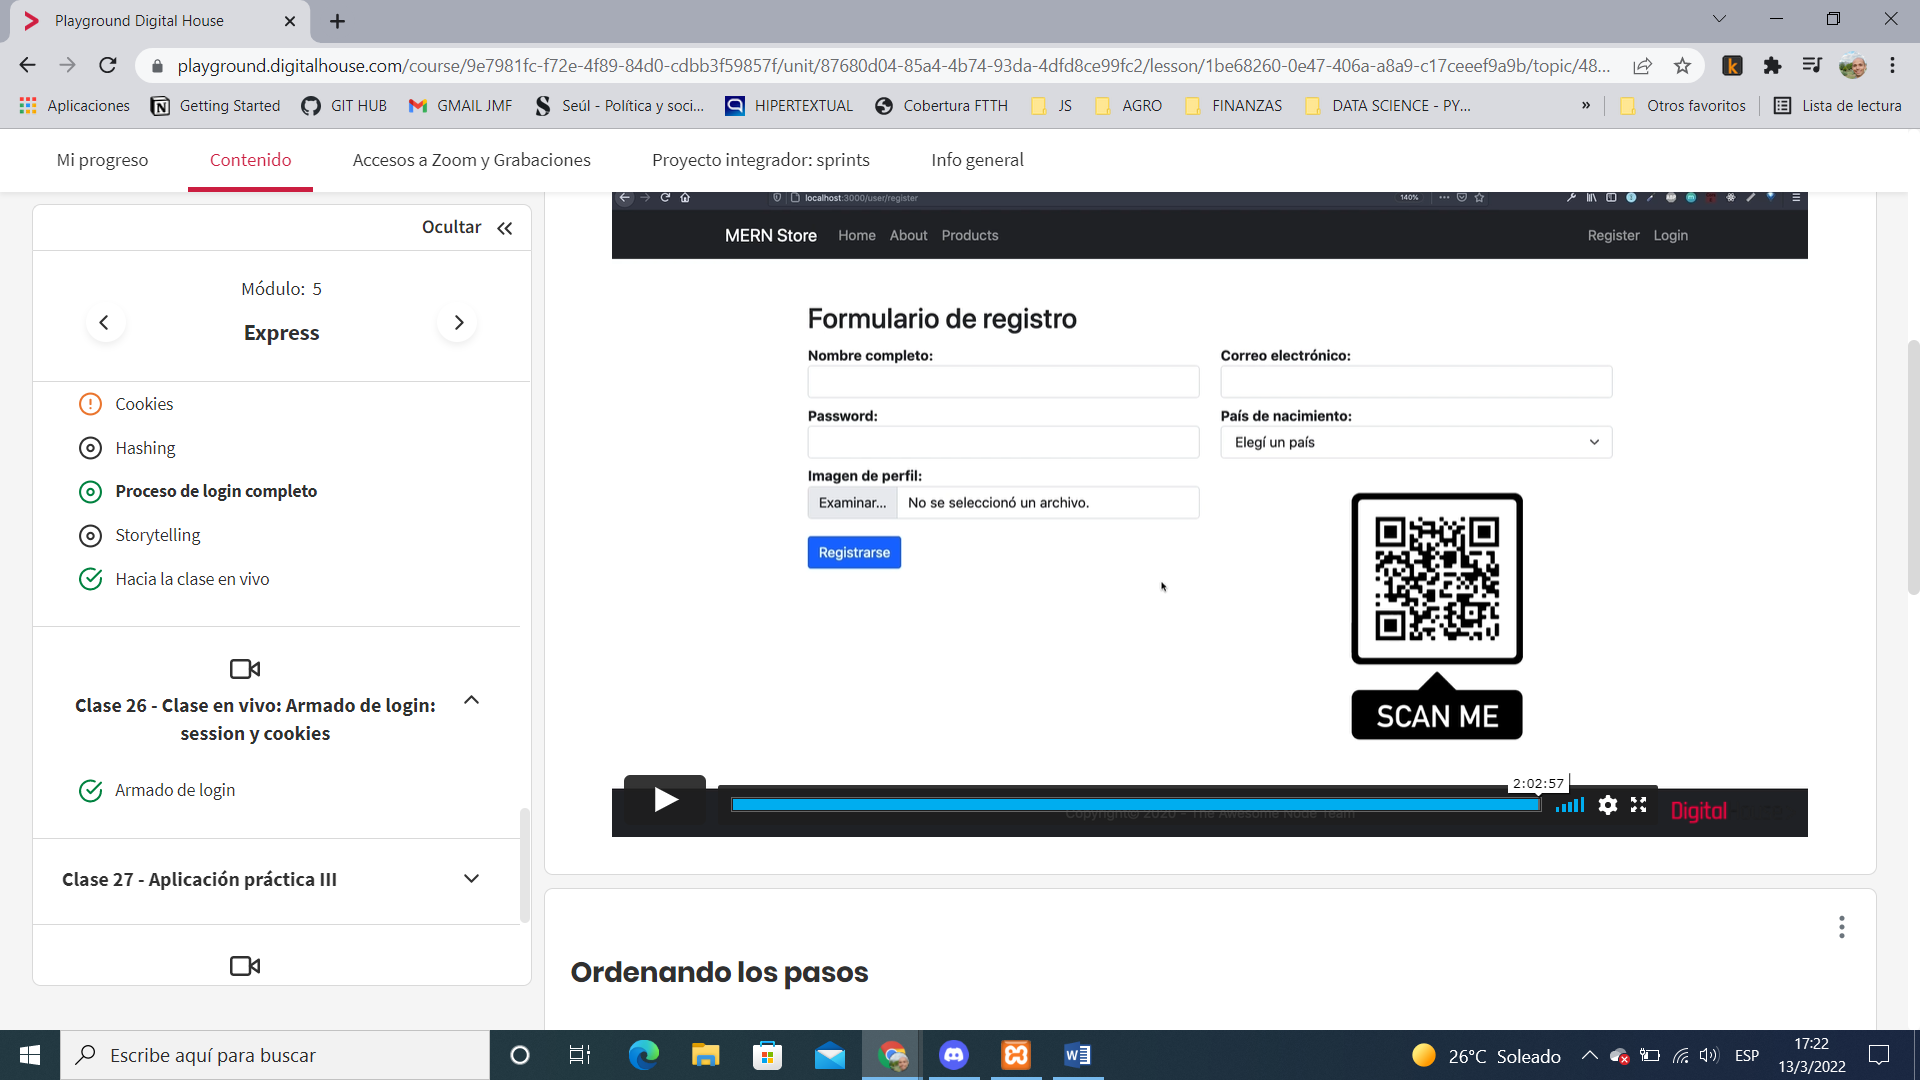 Playground Digital House
playground.digitalhouse.com/course/9e7981fc-f72e-4f89-84d0-cdbb3f59857f/unit/87680d04-85a4-4b74-93da-4dfd8ce99fc2/lesson/1be68260-0e47-406a-a8a9-c17ceeef9a9b/topic/48...
Aplicaciones Getting Started GIT HUB GMAIL JMF Seúl - Política y soci... HIPERTEXTUAL Cobertura FTTH JS AGRO FINANZAS DATA SCIENCE - PY... » Otros favoritos Lista de lectura
Mi progreso Contenido Accesos a Zoom y Grabaciones Proyecto integrador: sprints Info general
Ocultar
Módulo: 5
Express
Cookies
Hashing
Proceso de login completo
Storytelling
Hacia la clase en vivo
Clase 26 - Clase en vivo: Armado de login:
session y cookies
Armado de login
Clase 27 - Aplicación práctica III
localhost:3000/user/register 140%
MERN Store Home About Products Register Login
Formulario de registro
Nombre completo: Correo electrónico:
Password: País de nacimiento:
Elegí un país
Imagen de perfil:
Examinar... No se seleccionó un archivo.
Registrarse
SCAN ME
2:02:57
Copyright© 2020 - The Awesome Node Team
Digital
Ordenando los pasos
Escribe aquí para buscar
26°C Soleado
ESP
17:22
13/3/2022